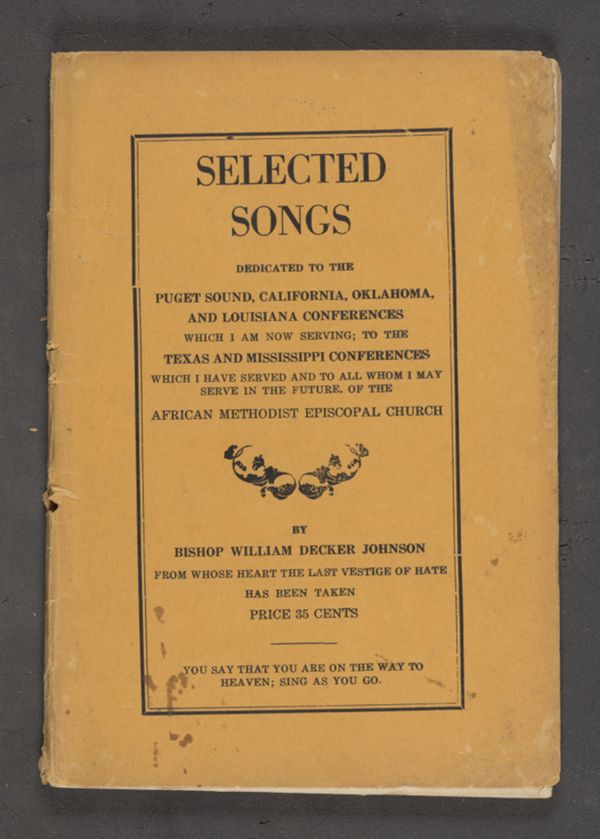 SELECTED
SONGS
DEDICATED TO THE
PUGET SOUND, CALIFORNIA, OKLAHOMA,
AND LOUISIANA CONFERENCES
WHICH I AM NOW SERVING; TO THE
TEXAS AND MISSISSIPPI CONFERENCES
WHICH I HAVE SERVED AND TO ALL WHOM I MAY
SERVE IN THE FUTURE, OF THE
AFRICAN METHODIST EPISCOPAL CHURCH
BY
BISHOP WILLIAM DECKER JOHNSON
FROM WHOSE HEART THE LAST VESTIGE OF HATE
HAS BEEN TAKEN
PRICE 35 CENTS
YOU SAY THAT YOU ARE ON THE WAY TO
HEAVEN; SING AS YOU GO.